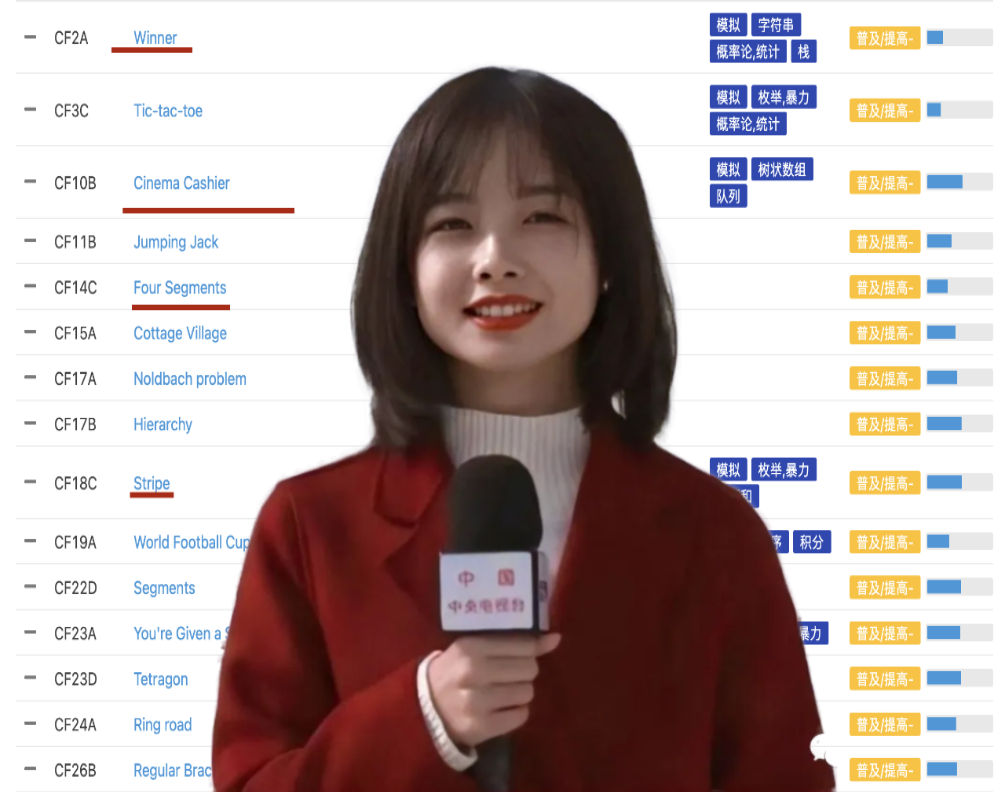 CF2A Winner 模拟 字符串 普及/提高-
概率论,统计 栈
CF3C Tic-tac-toe 模拟 枚举,暴力 普及/提高-
概率论,统计
CF10B Cinema Cashier 模拟 树状数组 普及/提高-
队列
CF11B Jumping Jack 普及/提高-
CF14C Four Segments 普及/提高-
CF15A Cottage Village 普及/提高-
CF17A Noldbach problem 普及/提高-
CF17B Hierarchy 普及/提高-
CF18C Stripe 模拟 枚举,暴力 普及/提高-
和
CF19A World Football Cup 序 积分 普及/提高-
CF22D Segments 普及/提高-
CF23A You're Given a 暴力 普及/提高-
CF23D Tetragon 普及/提高-
CF24A Ring road 普及/提高-
CF26B Regular Brac 普及/提高-
中国
中央电视台